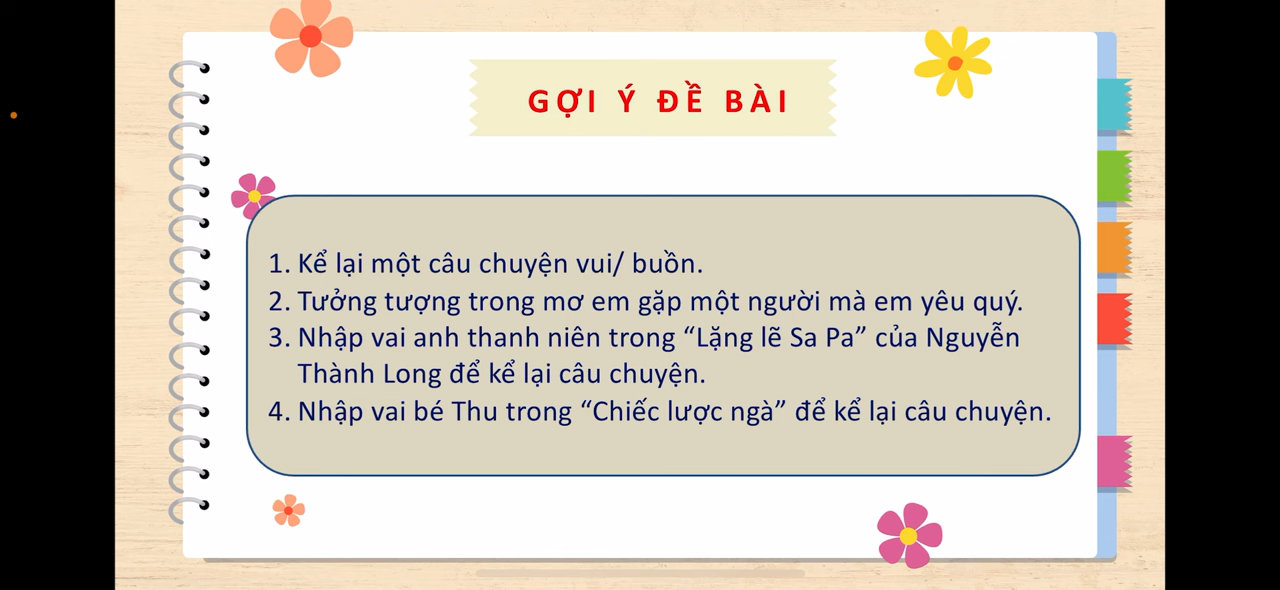 GỢI Ý ĐỀ BÀI
1. Kể lại một câu chuyện vui/ buồn.
2. Tưởng tượng trong mơ em gặp một người mà em yêu quý.
3. Nhập vai anh thanh niên trong “Lặng lẽ Sa Pa” của Nguyễn
Thành Long để kể lại câu chuyện.
4. Nhập vai bé Thu trong “Chiếc lược ngà” để kể lại câu chuyện.